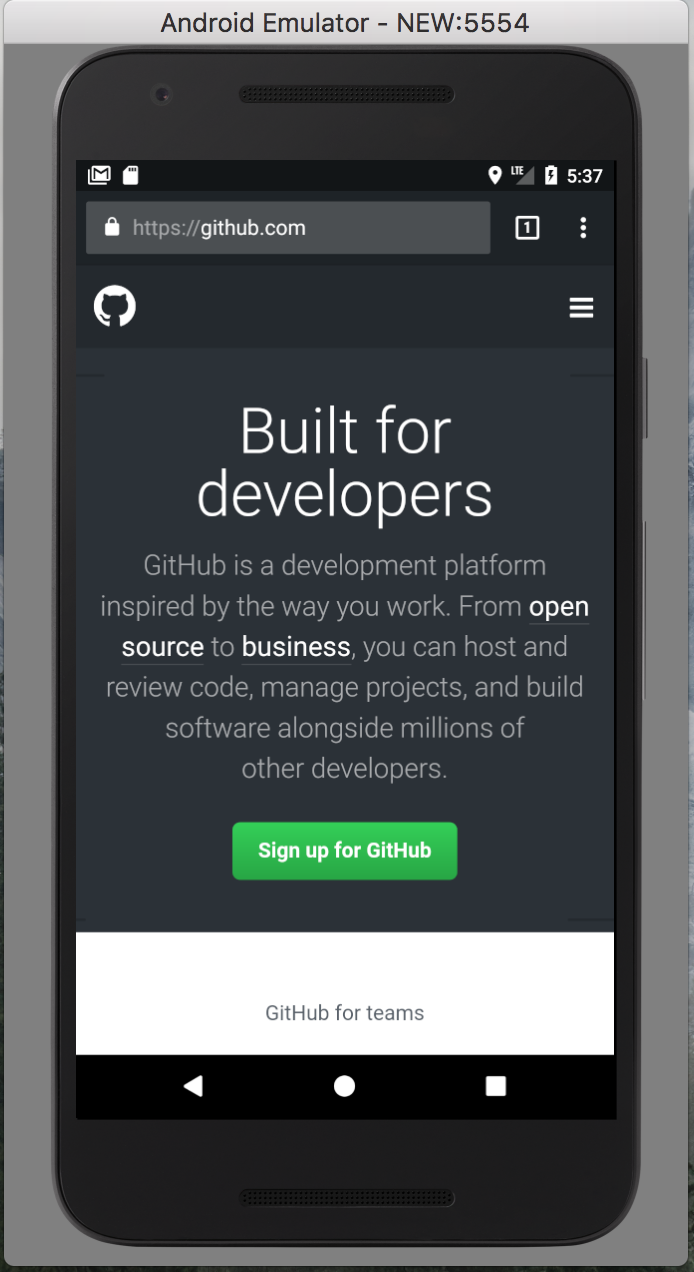 Android Emulator - NEW:5554
LTE 5:37
https://github.com 1
Built for
developers
GitHub is a development platform
inspired by the way you work. From open
source to business, you can host and
review code, manage projects, and build
software alongside millions of
other developers.
Sign up for GitHub
GitHub for teams